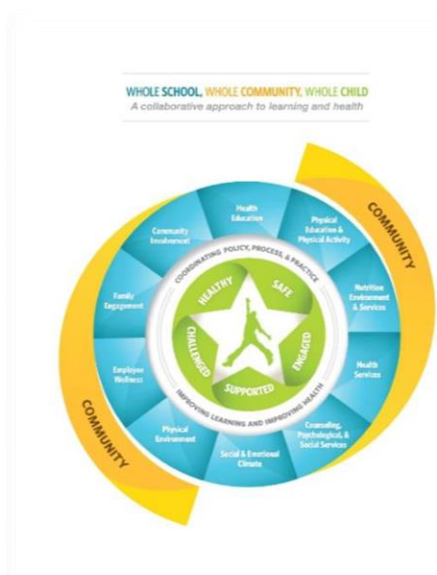 WHOLE SCHOOL, WHOLE COMMUNITY, WHOLE CHILD
A collaborative approach to learning and health
COMMUNITY
Health
Education
Physical
Education &
Physical Activity
Nutrition
Environment
& Services
Health
Services
Counseling,
Psychological, &
Social Services
Social & Emotional
Climate
Physical
Environment
Employee
Wellness
Family
Engagement
Community
Involvement
COORDINATING POLICY, PROCESS, & PRACTICE
IMPROVING LEARNING AND IMPROVING HEALTH
HEALTHY
SAFE
ENGAGED
SUPPORTED
CHALLENGED
COMMUNITY